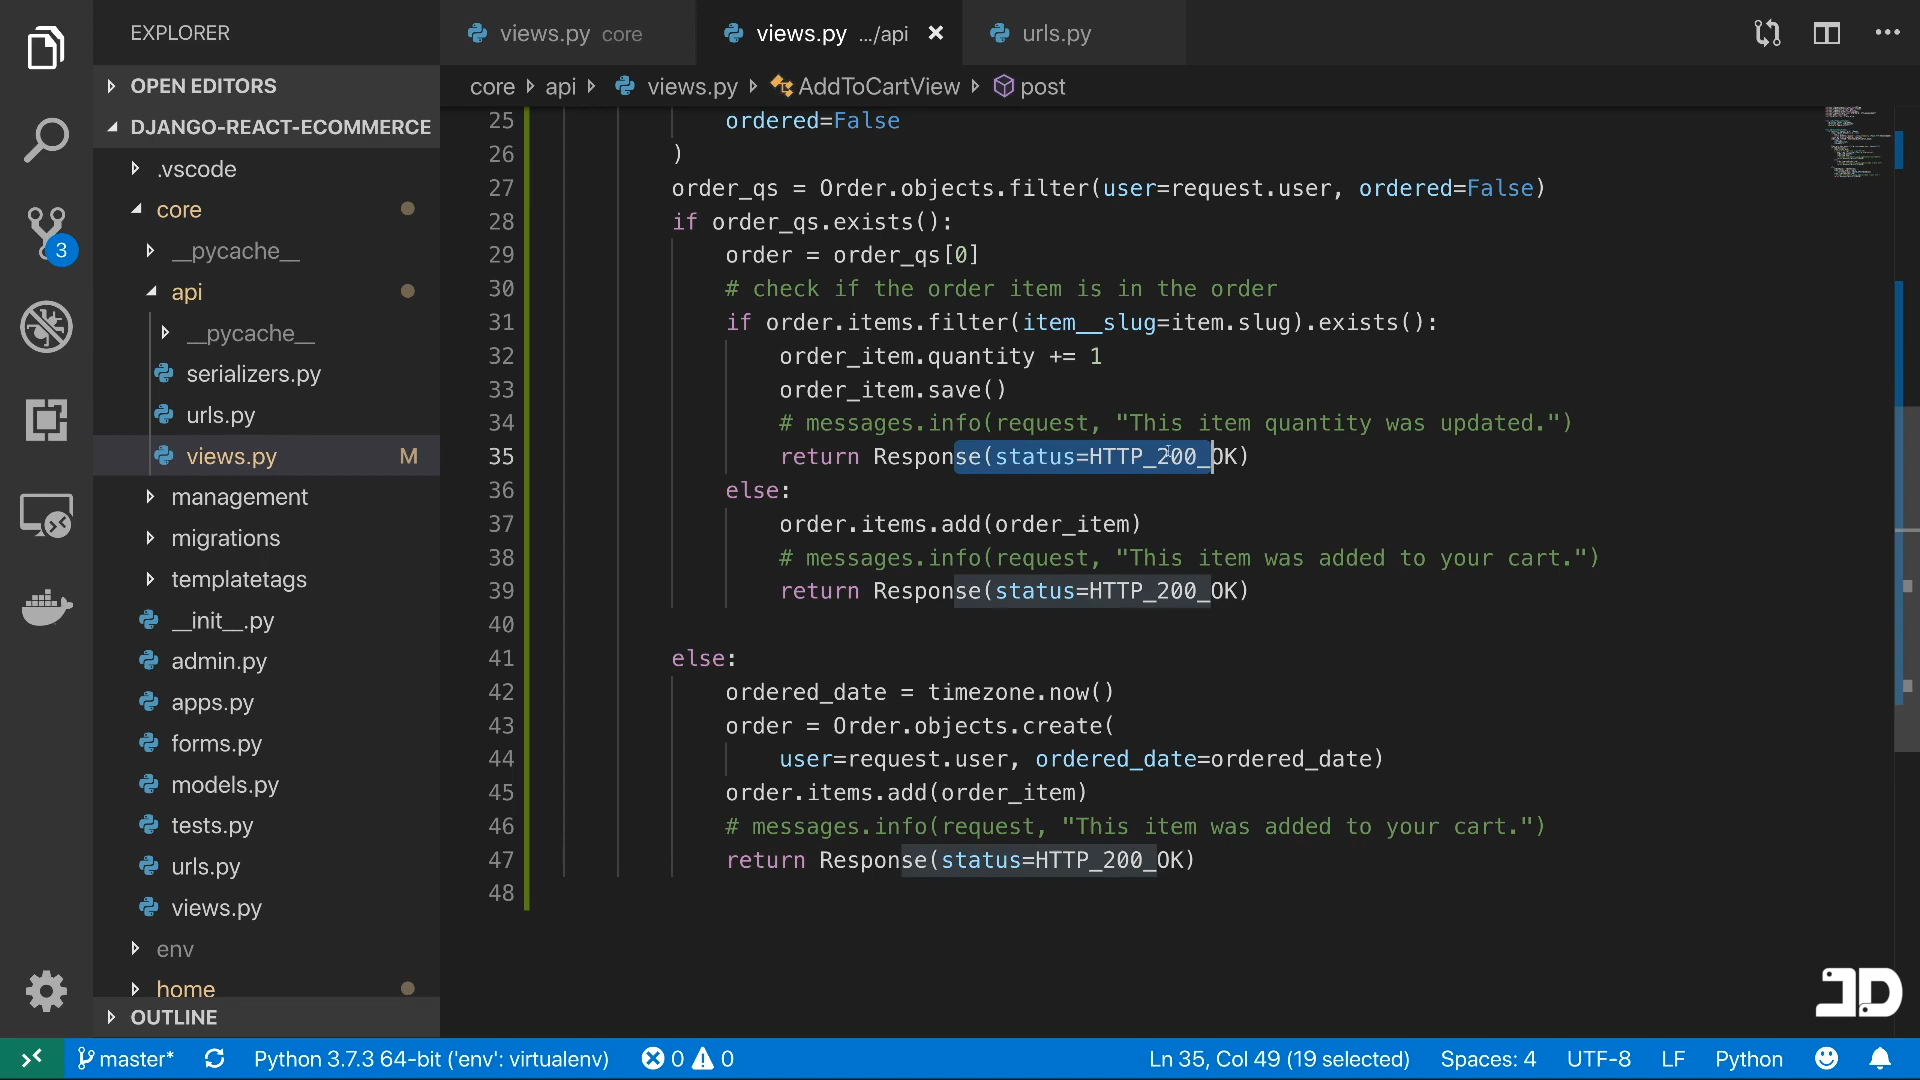 EXPLORER
OPEN EDITORS
DJANGO-REACT-ECOMMERCE
.vscode
core
__pycache__
api
__pycache__
serializers.py
urls.py
views.py M
management
migrations
templatetags
__init__.py
admin.py
apps.py
forms.py
models.py
tests.py
urls.py
views.py
env
home
OUTLINE
3
views.py core
views.py .../api
urls.py
core api views.py AddToCartView post
25 ordered=False
26 )
27 order_qs = Order.objects.filter(user=request.user, ordered=False)
28 if order_qs.exists():
29 order = order_qs[0]
30 # check if the order item is in the order
31 if order.items.filter(item__slug=item.slug).exists():
32 order_item.quantity += 1
33 order_item.save()
34 # messages.info(request, "This item quantity was updated.")
35 return Response(status=HTTP_200_OK)
36 else:
37 order.items.add(order_item)
38 # messages.info(request, "This item was added to your cart.")
39 return Response(status=HTTP_200_OK)
40
41 else:
42 ordered_date = timezone.now()
43 order = Order.objects.create(
44 user=request.user, ordered_date=ordered_date)
45 order.items.add(order_item)
46 # messages.info(request, "This item was added to your cart.")
47 return Response(status=HTTP_200_OK)
48
JD
master* Python 3.7.3 64-bit ('env': virtualenv) 0 0 Ln 35, Col 49 (19 selected) Spaces: 4 UTF-8 LF Python